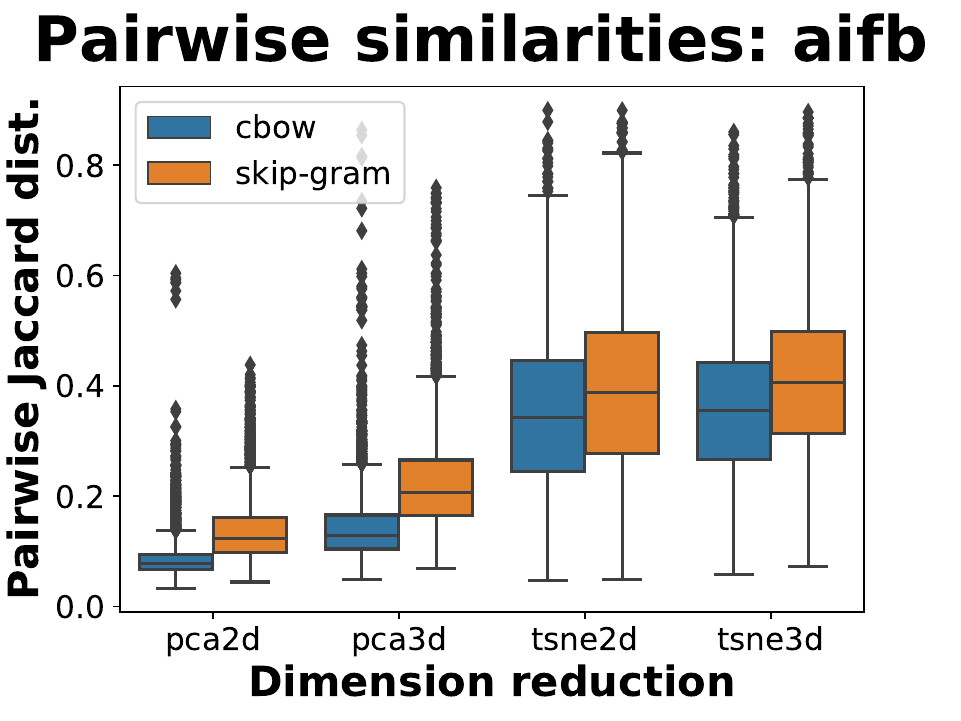 Pairwise similarities: aifb
Pairwise Jaccard dist.
0.8
0.6
0.4
0.2
0.0
cbow
skip-gram
pca2d
pca3d
tsne2d
tsne3d
Dimension reduction